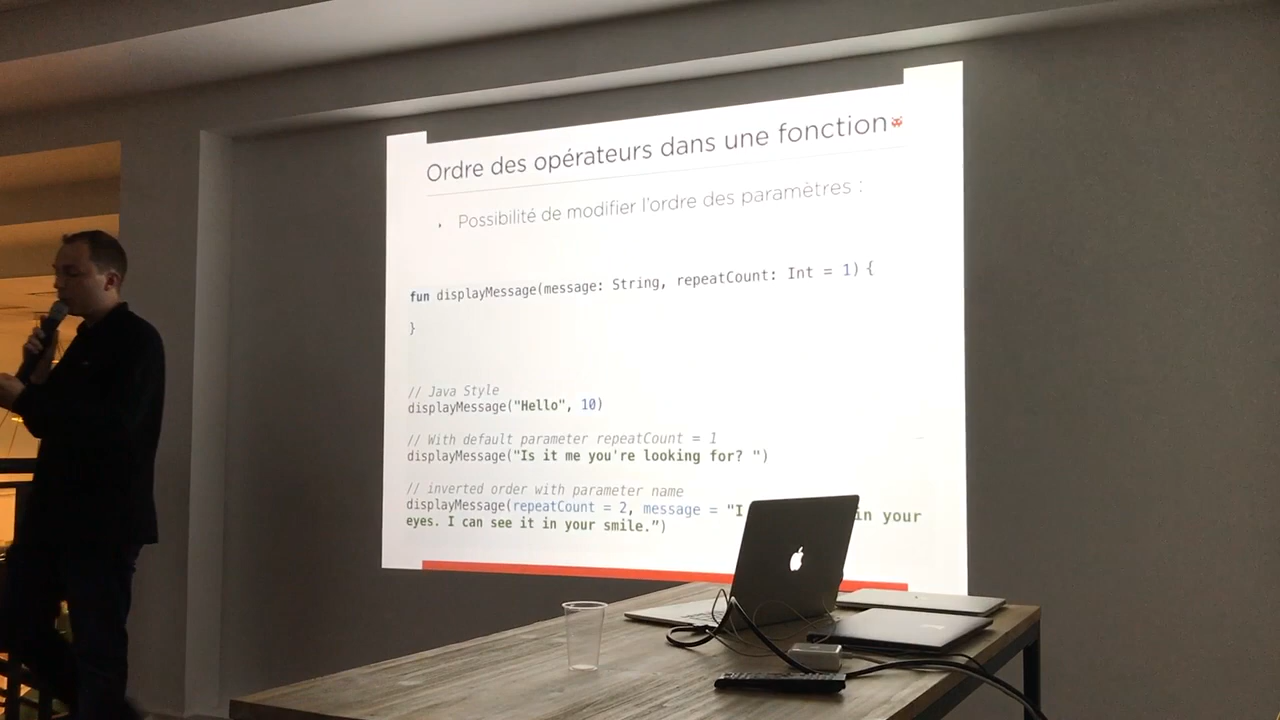 Ordre des opérateurs dans une fonction
Possibilité de modifier l'ordre des paramètres :
fun displayMessage(message: String, repeatCount: Int = 1) {
}
// Java Style
displayMessage("Hello", 10)
// With default parameter repeatCount = 1
displayMessage("Is it me you're looking for? ")
// inverted order with parameter name
displayMessage(repeatCount = 2, message = "I in your
eyes. I can see it in your smile.”)